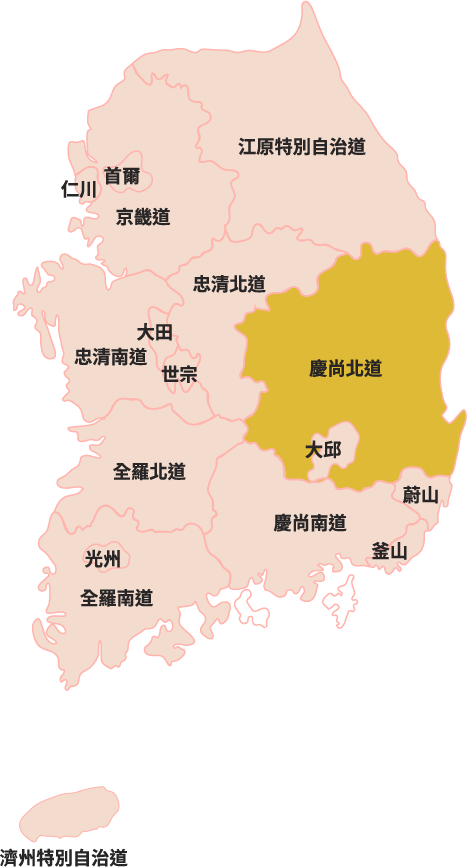 江原特別自治道
首爾
仁川
京畿道
忠清北道
大田
忠清南道
慶尚北道
世宗
大邱
全羅北道
蔚山
慶尚南道
釜山
光州
全羅南道
濟州特別自治道